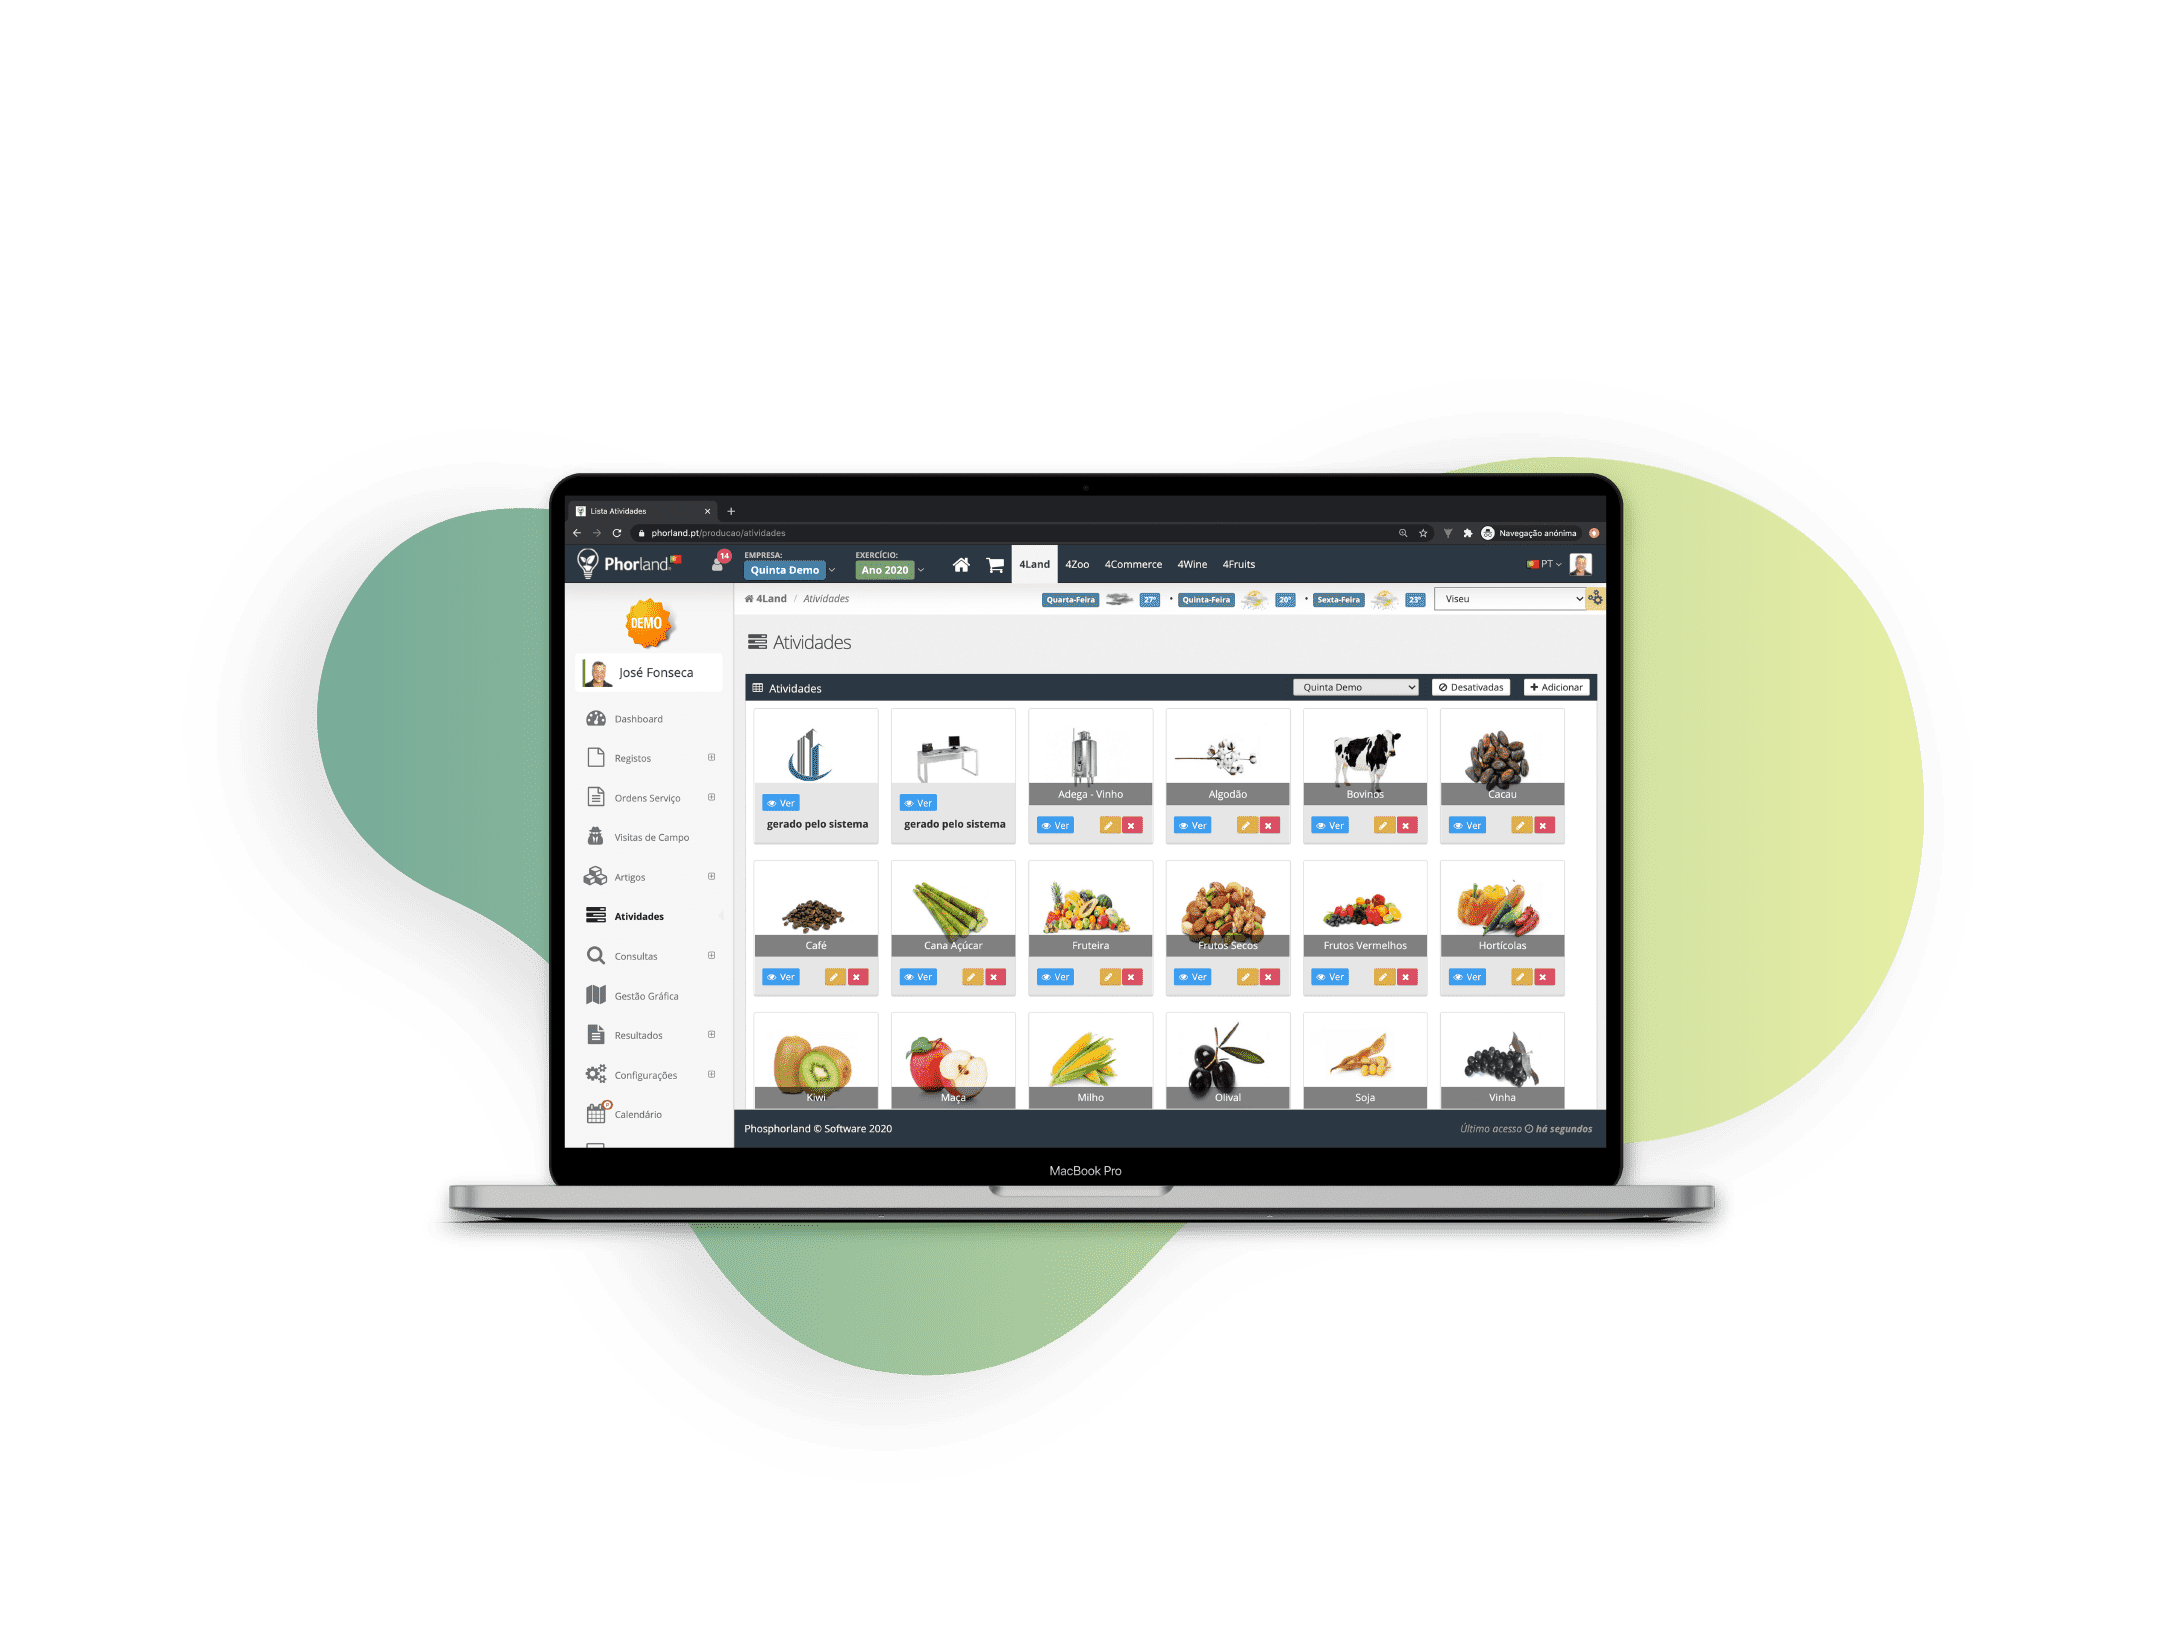 Lista Atividades
phorland.pt/producao/atividades
Navegação anónima
Phorland
14
EMPRESA:
Quinta Demo
EXERCÍCIO:
Ano 2020
4Land
4Zoo
4Commerce
4Wine
4Fruits
PT
DEMO
José Fonseca
Dashboard
Registos
Ordens Serviço
Visitas de Campo
Artigos
Atividades
Consultas
Gestão Gráfica
Resultados
Configurações
Calendário
4Land / Atividades
Quarta-Feira 27º • Quinta-Feira 20º • Sexta-Feira 23º
Viseu
Atividades
Atividades
Quinta Demo
Desativadas
Adicionar
Ver
gerado pelo sistema
Ver
gerado pelo sistema
Adega - Vinho
Ver
Algodão
Ver
Bovinos
Ver
Cacau
Ver
Café
Ver
Cana Açúcar
Ver
Fruteira
Ver
Frutos Secos
Ver
Frutos Vermelhos
Ver
Hortícolas
Ver
Kiwi
Maça
Milho
Olival
Soja
Vinha
Phosphorland © Software 2020
Último acesso há segundos
MacBook Pro